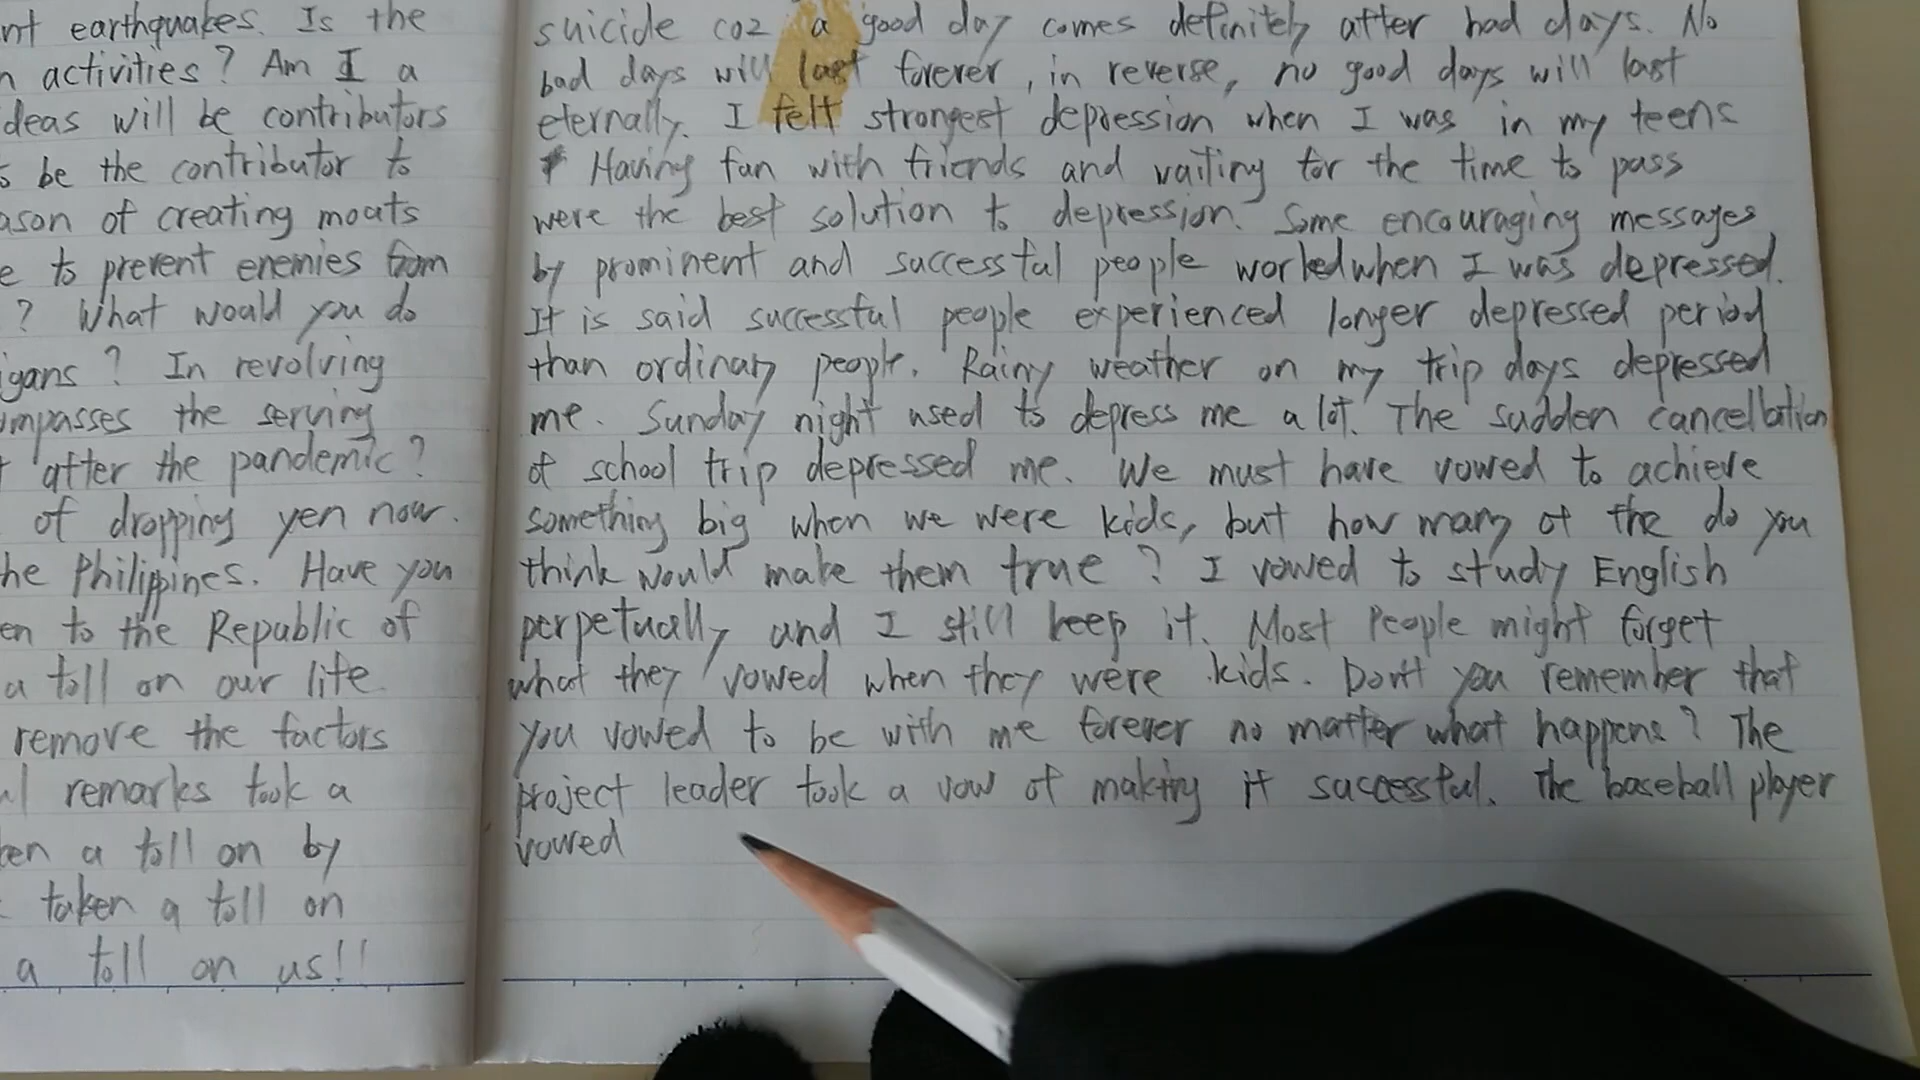 nt earthquakes. Is the
n activities? Am I a
deas will be contributors
s be the contributor to
ason of creating moats
e to prevent enemies from
? What would you do
igans? In revolving
ompasses the serving
t after the pandemic?
of dropping yen now.
he Philippines. Have you
en to the Republic of
a toll on our life
remove the factors
al remarks took a
ken a toll on by
taken a toll on
a toll on us!!
suicide coz a good day comes definitely after bad days. No
bad days will last forever, in reverse, no good days will last
eternally. I felt strongest depression when I was in my teens
Having fun with friends and vaiting for the time to pass
were the best solution to depression. Some encouraging messages
by prominent and successful people worked when I was depressed.
It is said successful people experienced longer depressed period
than ordinary people. Rainy weather on my trip days depressed
me. Sunday night used to depress me a lot. The sudden cancellation
of school trip depressed me. We must have vowed to achieve
something big when we were kids, but how many of the do you
think would make them true? I vowed to study English
perpetually and I still keep it. Most People might forget
what they vowed when they were kids. Don't you remember that
you vowed to be with me forever no matter what happens? The
project leader took a vow of making it successful. The baseball player
vowed